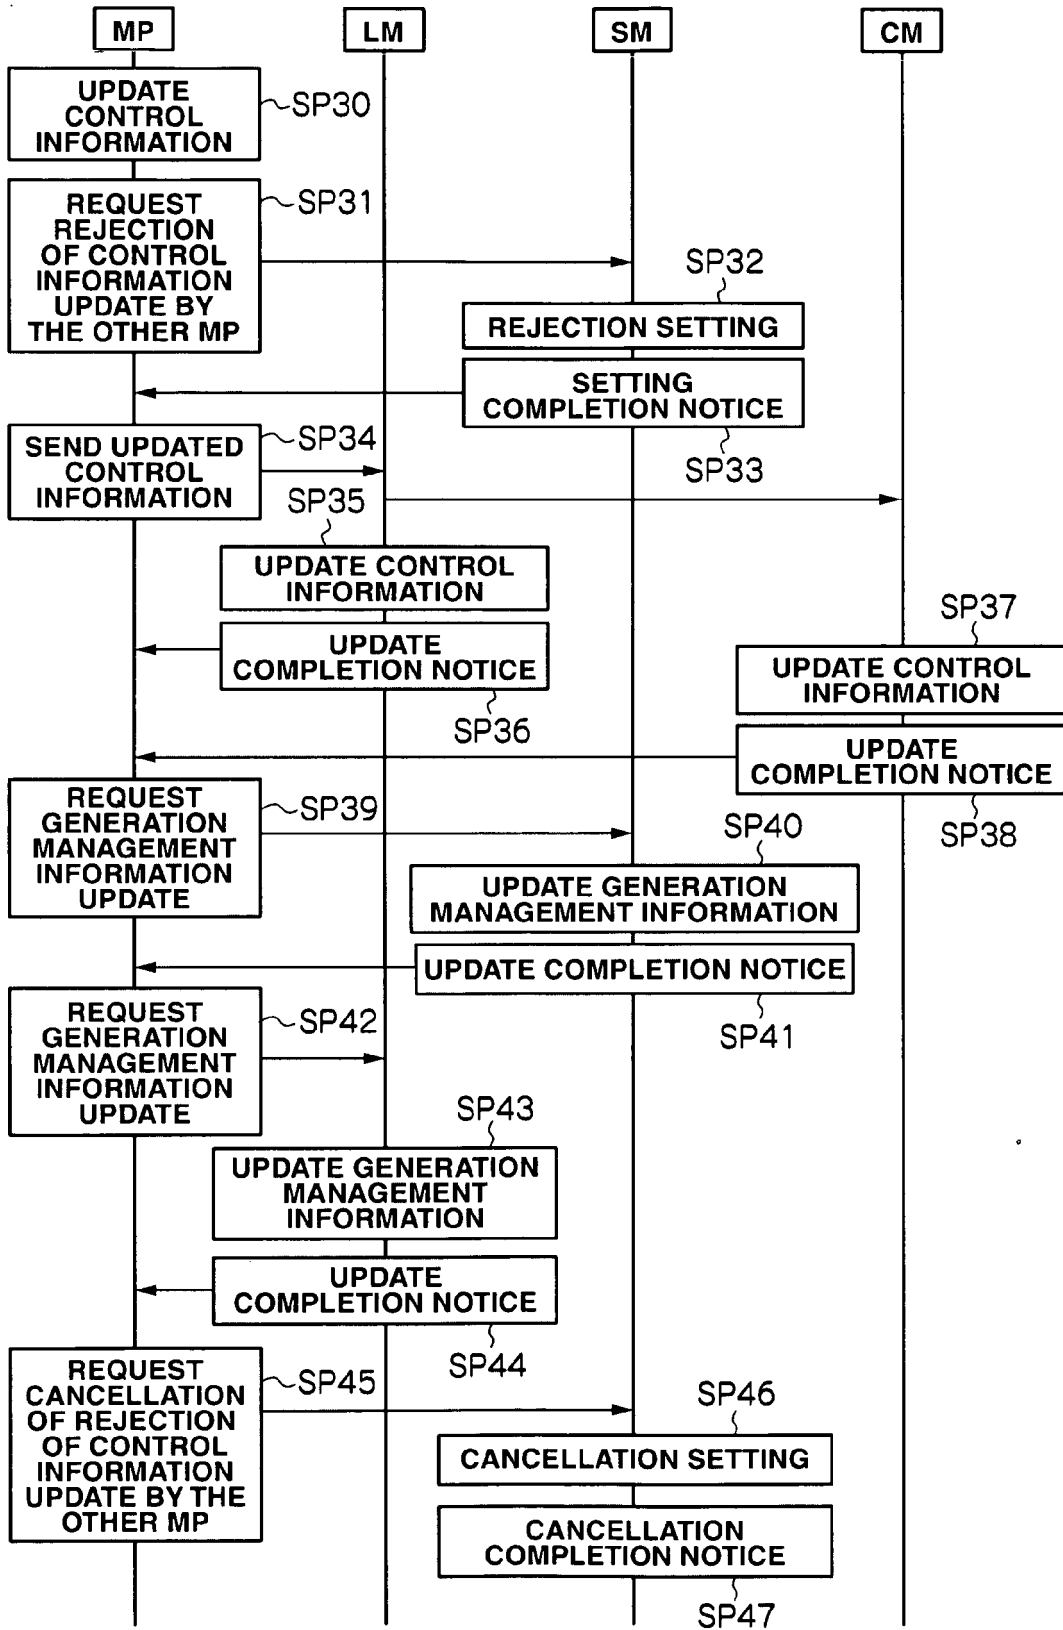 MP
LM
SM
CM
UPDATE
CONTROL
INFORMATION
SP30
REQUEST
REJECTION
OF CONTROL
INFORMATION
UPDATE BY
THE OTHER MP
SP31
SP32
REJECTION SETTING
SETTING
COMPLETION NOTICE
SP33
SEND UPDATED
CONTROL
INFORMATION
SP34
SP35
UPDATE CONTROL
INFORMATION
UPDATE
COMPLETION NOTICE
SP36
SP37
UPDATE CONTROL
INFORMATION
UPDATE
COMPLETION NOTICE
SP38
REQUEST
GENERATION
MANAGEMENT
INFORMATION
UPDATE
SP39
SP40
UPDATE GENERATION
MANAGEMENT INFORMATION
UPDATE COMPLETION NOTICE
SP41
REQUEST
GENERATION
MANAGEMENT
INFORMATION
UPDATE
SP42
SP43
UPDATE GENERATION
MANAGEMENT
INFORMATION
UPDATE
COMPLETION NOTICE
SP44
REQUEST
CANCELLATION
OF REJECTION
OF CONTROL
INFORMATION
UPDATE BY THE
OTHER MP
SP45
SP46
CANCELLATION SETTING
CANCELLATION
COMPLETION NOTICE
SP47